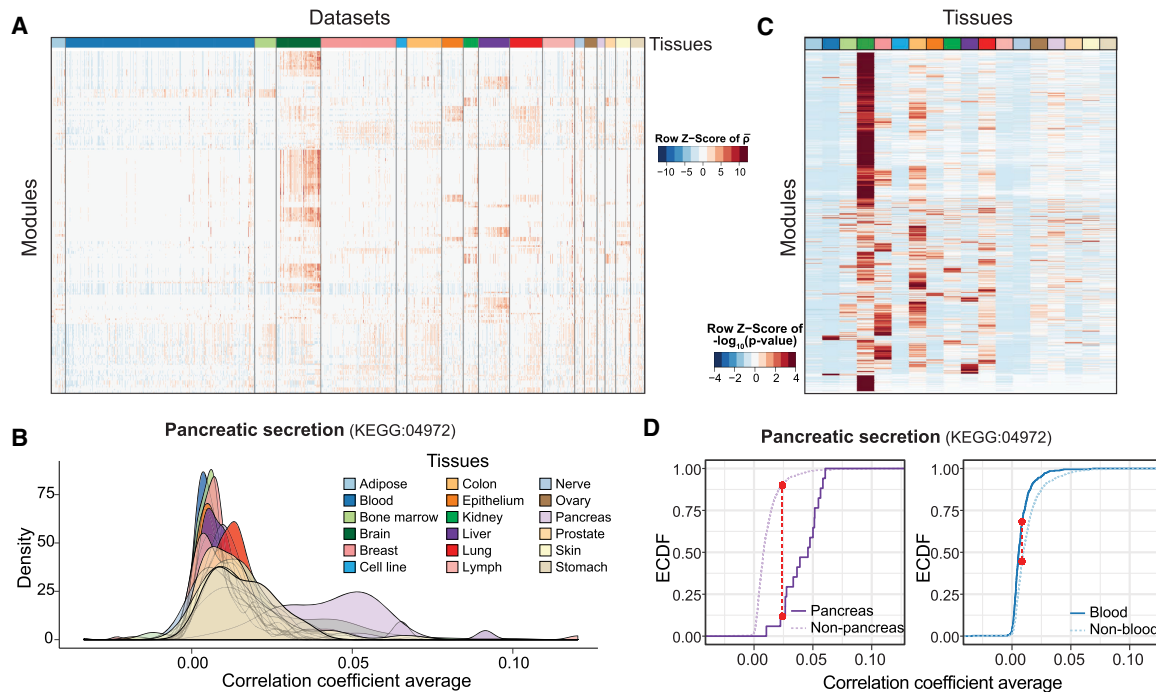 A
Datasets
Tissues
Modules
Row Z−Score of ρ̅
−10 −5 0 5 10
C
Tissues
Modules
Row Z−Score of
-log10(p-value)
−4 −2 0 2 4
B
Pancreatic secretion (KEGG:04972)
Tissues
Adipose
Blood
Bone marrow
Brain
Breast
Cell line
Colon
Epithelium
Kidney
Liver
Lung
Lymph
Nerve
Ovary
Pancreas
Prostate
Skin
Stomach
Density
75
50
25
0
0.00 0.05 0.10
Correlation coefficient average
D
Pancreatic secretion (KEGG:04972)
ECDF
1.00
0.75
0.50
0.25
0.00
Pancreas
Non−pancreas
0.00 0.05 0.10
ECDF
1.00
0.75
0.50
0.25
0.00
Blood
Non−blood
0.00 0.05 0.10
Correlation coefficient average